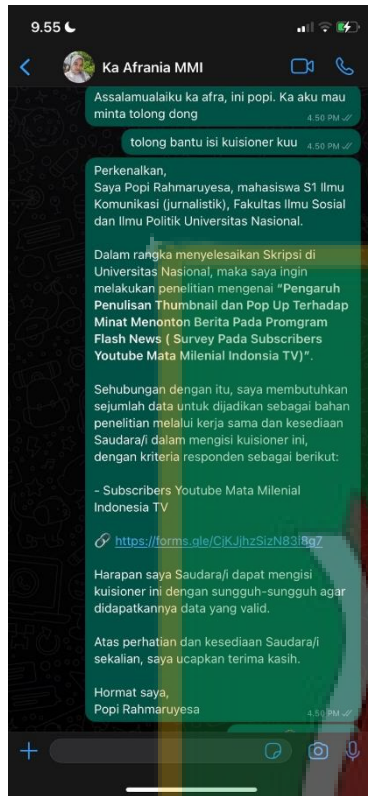 9.55
Ka Afrania MMI
Assalamualaiku ka afra, ini popi. Ka aku mau
minta tolong dong
4.50 PM
tolong bantu isi kuisioner kuu
4.50 PM
Perkenalkan,
Saya Popi Rahmaruyesa, mahasiswa S1 Ilmu
Komunikasi (jurnalistik), Fakultas Ilmu Sosial
dan Ilmu Politik Universitas Nasional.
Dalam rangka menyelesaikan Skripsi di
Universitas Nasional, maka saya ingin
melakukan penelitian mengenai "Pengaruh
Penulisan Thumbnail dan Pop Up Terhadap
Minat Menonton Berita Pada Promgram
Flash News ( Survey Pada Subscribers
Youtube Mata Milenial Indonsia TV)".
Sehubungan dengan itu, saya membutuhkan
sejumlah data untuk dijadikan sebagai bahan
penelitian melalui kerja sama dan kesediaan
Saudara/i dalam mengisi kuisioner ini,
dengan kriteria responden sebagai berikut:
- Subscribers Youtube Mata Milenial
Indonesia TV
https://forms.gle/CjKJjhzSizN83i8g7
Harapan saya Saudara/i dapat mengisi
kuisioner ini dengan sungguh-sungguh agar
didapatkannya data yang valid.
Atas perhatian dan kesediaan Saudara/i
sekalian, saya ucapkan terima kasih.
Hormat saya,
Popi Rahmaruyesa
4.50 PM